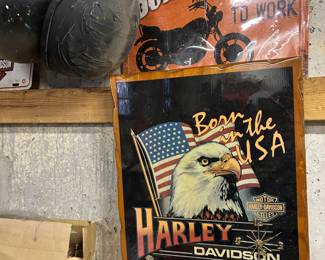 TO WORK
Born
in the
USA
MOTOR
HARLEY-DAVIDSON
CYCLES
HARLEY
DAVIDSON